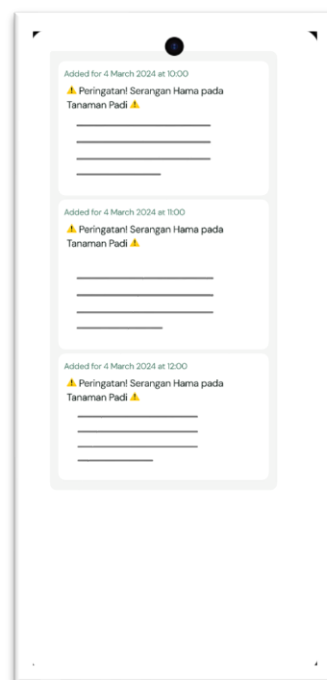 Added for 4 March 2024 at 10:00
⚠️ Peringatan! Serangan Hama pada
Tanaman Padi ⚠️
Added for 4 March 2024 at 11:00
⚠️ Peringatan! Serangan Hama pada
Tanaman Padi ⚠️
Added for 4 March 2024 at 12:00
⚠️ Peringatan! Serangan Hama pada
Tanaman Padi ⚠️